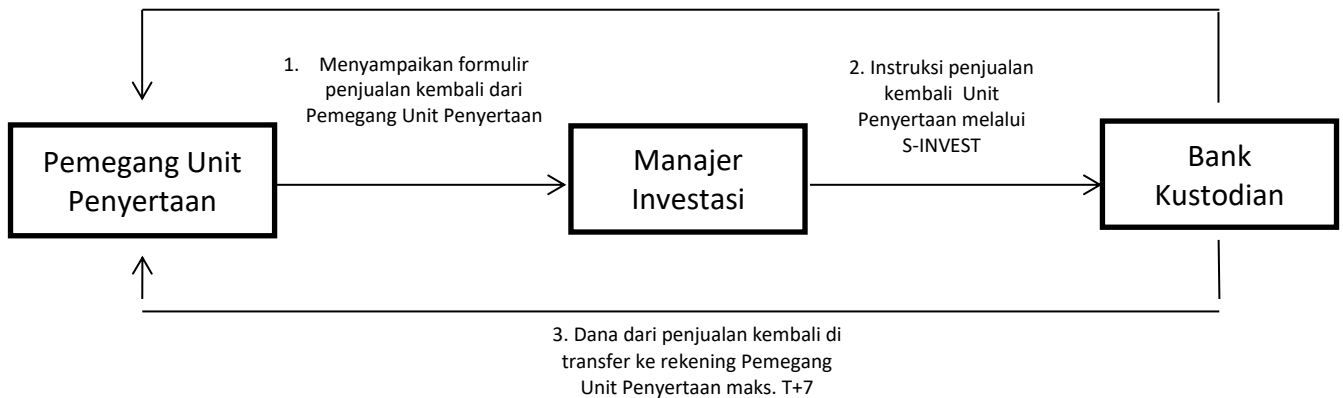 1. Menyampaikan formulir
penjualan kembali dari
Pemegang Unit Penyertaan
2. Instruksi penjualan
kembali Unit
Penyertaan melalui
S-INVEST
Pemegang Unit
Penyertaan
Manajer
Investasi
Bank
Kustodian
3. Dana dari penjualan kembali di
transfer ke rekening Pemegang
Unit Penyertaan maks. T+7